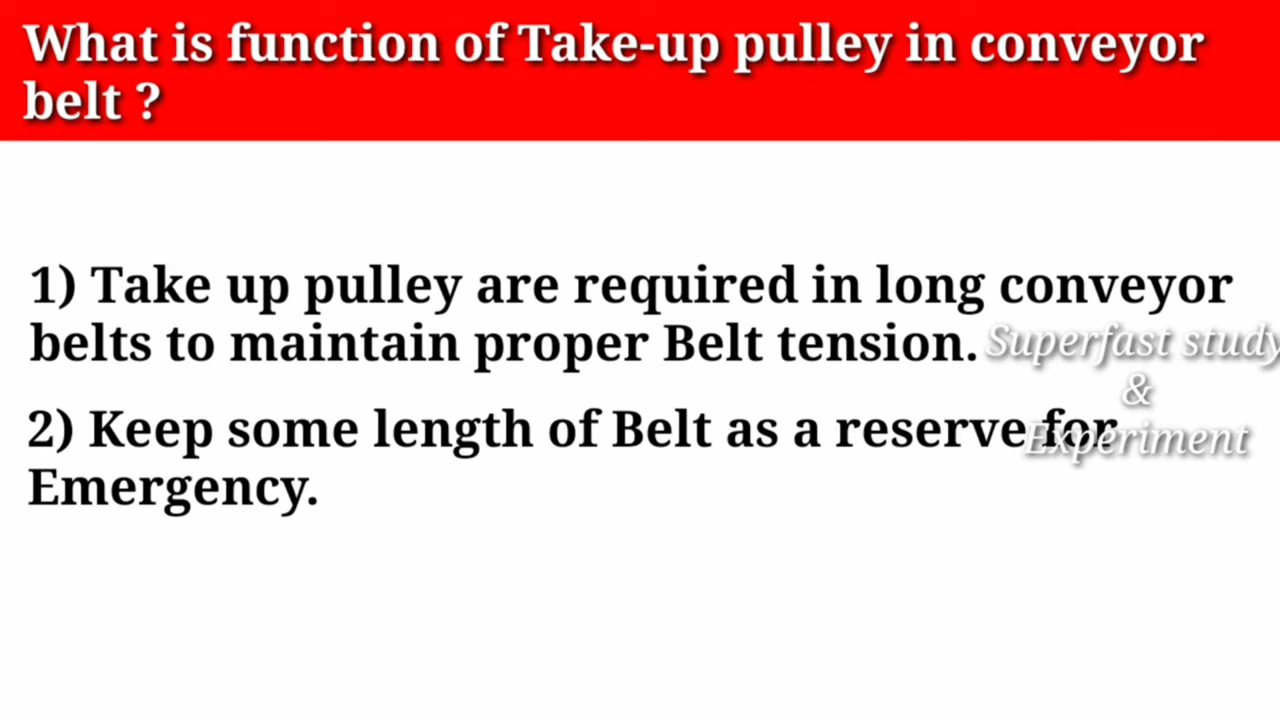 What is function of Take-up pulley in conveyor
belt ?
1) Take up pulley are required in long conveyor
belts to maintain proper Belt tension.
Superfast study
&
2) Keep some length of Belt as a reserve for
Experiment
Emergency.